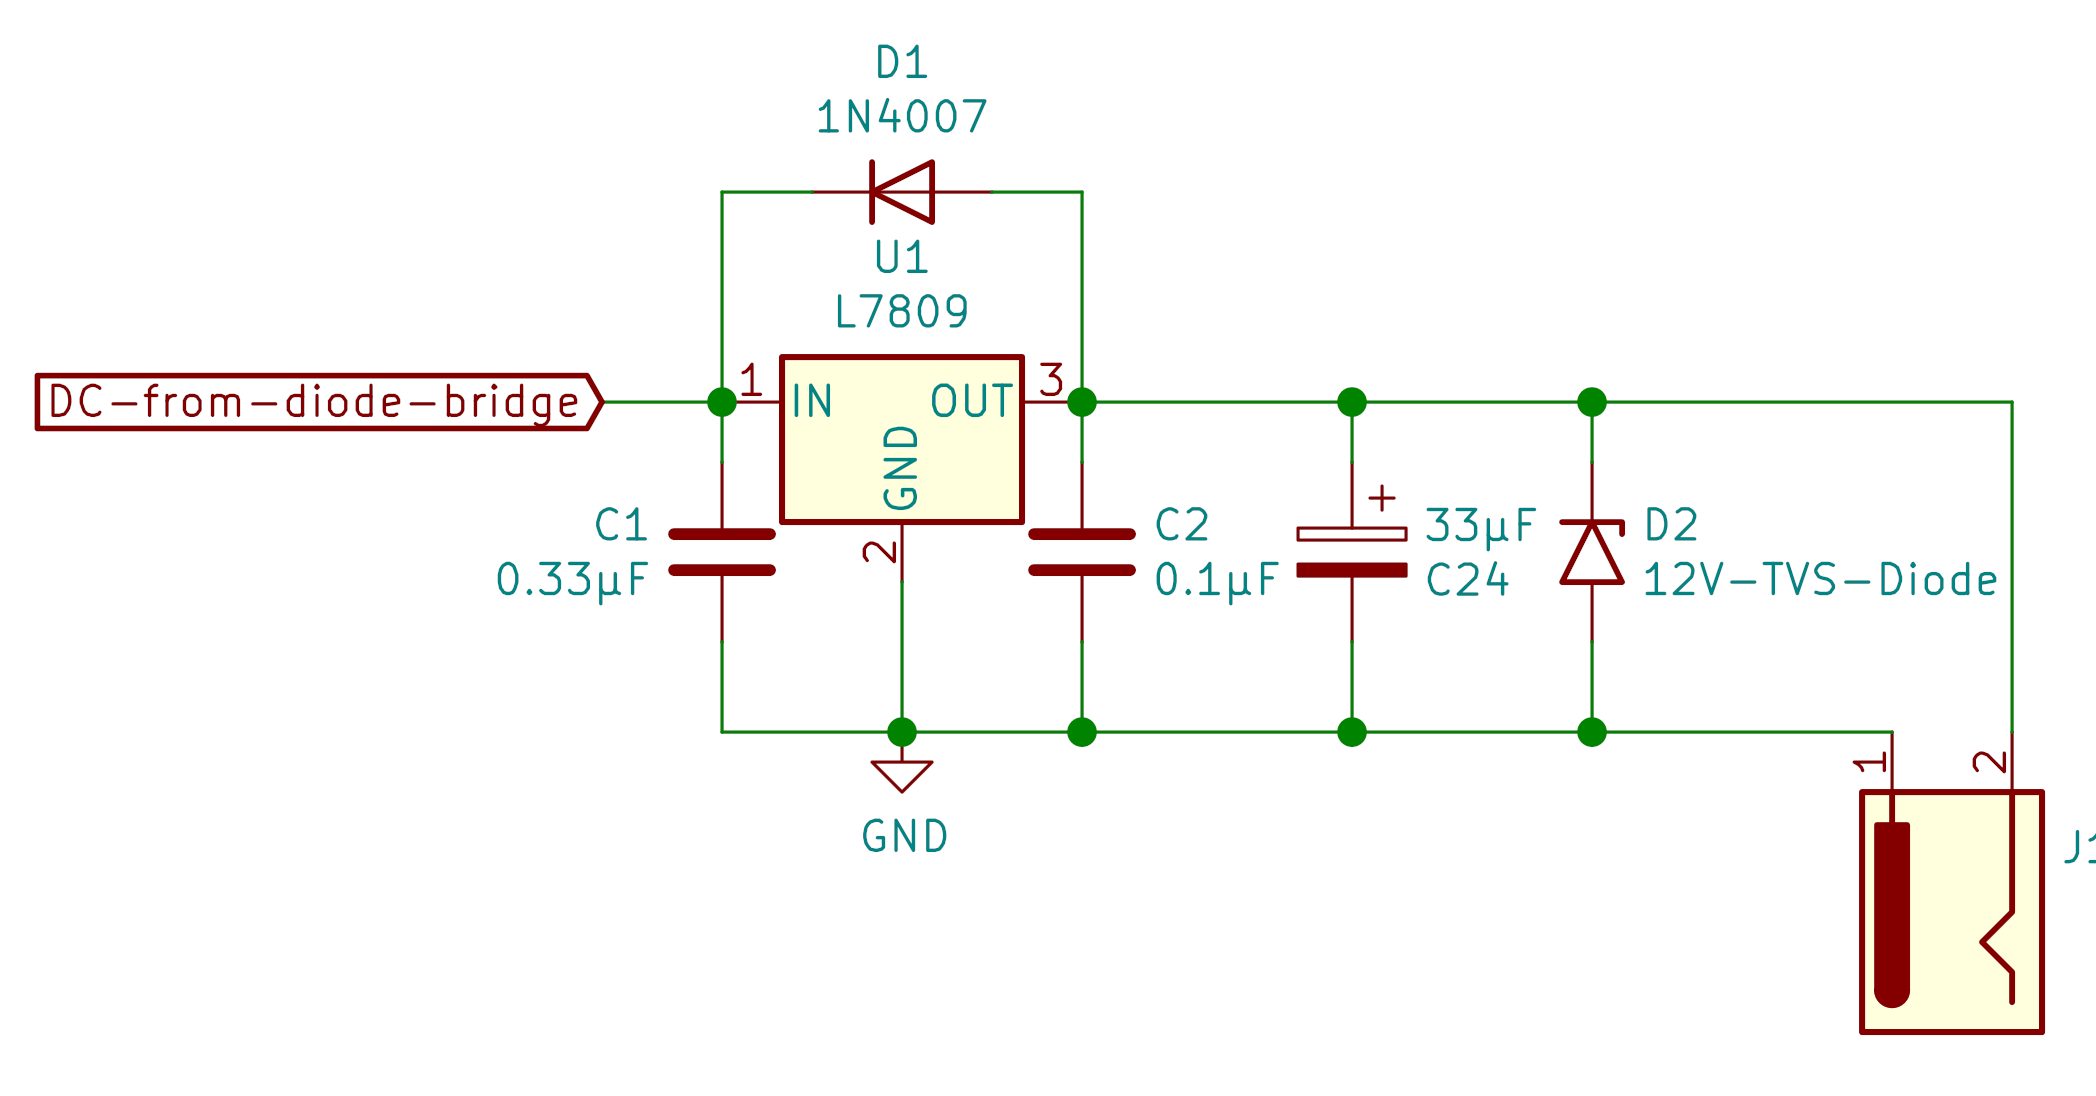 D1
1N4007
U1
L7809
DC-from-diode-bridge
1
IN
OUT
3
GND
2
C1
0.33µF
C2
0.1µF
+
33µF
C24
D2
12V-TVS-Diode
GND
1
2
J1